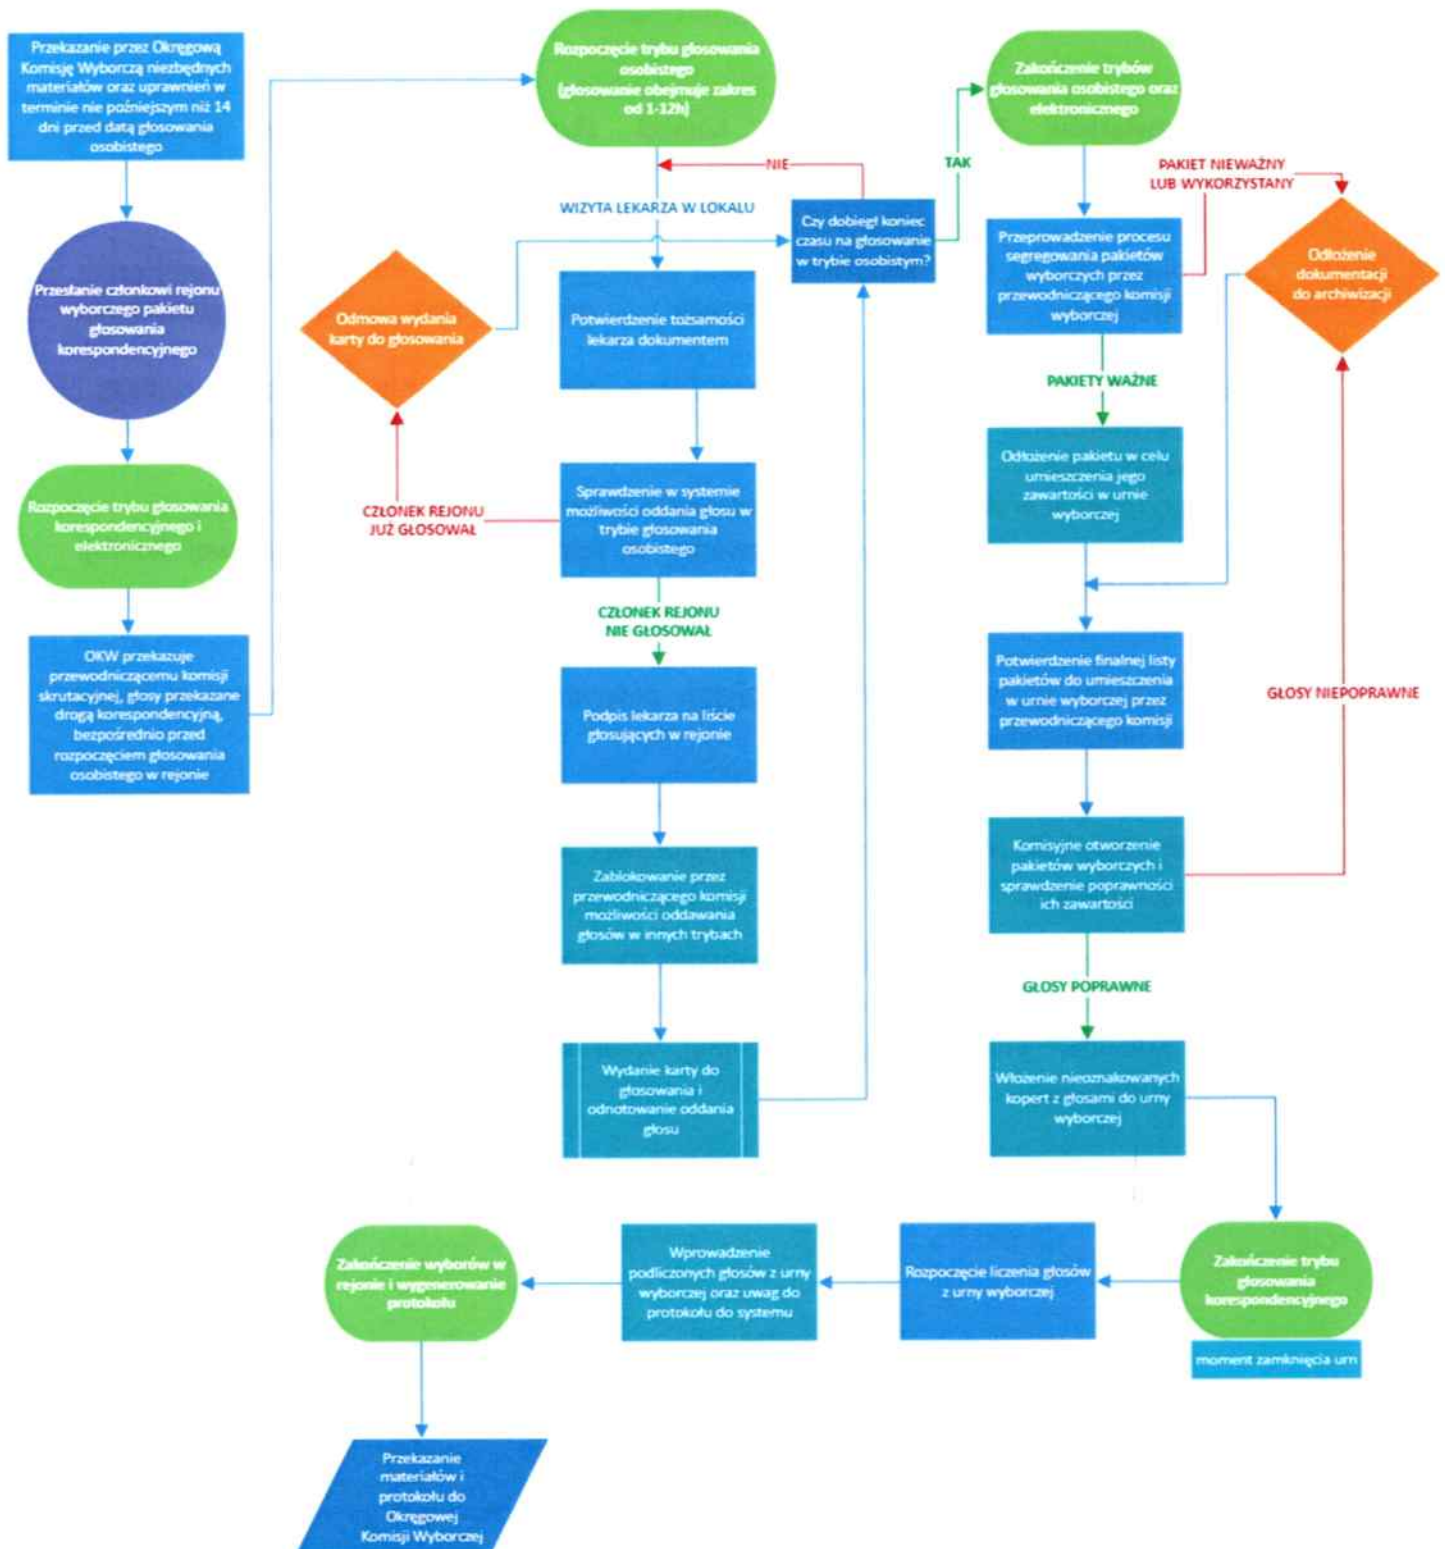 Przekazanie przez Okręgową
Komisję Wyborczą niezbędnych
materiałów oraz uprawnień w
terminie nie późniejszym niż 14
dni przed datą głosowania
osobistego
Przesłanie członkowi rejonu
wyborczego pakietu
głosowania
korespondencyjnego
Rozpoczęcie trybu głosowania
korespondencyjnego i
elektronicznego
OKW przekazuje
przewodniczącemu komisji
skrutacyjnej, głosy przekazane
drogą korespondencyjną,
bezpośrednio przed
rozpoczęciem głosowania
osobistego w rejonie
Rozpoczęcie trybu głosowania
osobistego
(głosowanie obejmuje zakres
od 1-12h)
NIE
WIZYTA LEKARZA W LOKALU
Czy dobiegł koniec
czasu na głosowanie
w trybie osobistym?
TAK
Odmowa wydania
karty do głosowania
Potwierdzenie tożsamości
lekarza dokumentem
CZŁONEK REJONU
JUŻ GŁOSOWAŁ
Sprawdzenie w systemie
możliwości oddania głosu w
trybie głosowania
osobistego
CZŁONEK REJONU
NIE GŁOSOWAŁ
Podpis lekarza na liście
głosujących w rejonie
Zablokowanie przez
przewodniczącego komisji
możliwości oddawania
głosów w innych trybach
Wydanie karty do
głosowania i
odnotowanie oddania
głosu
Zakończenie trybów
głosowania osobistego oraz
elektronicznego
PAKIET NIEWAŻNY
LUB WYKORZYSTANY
Przeprowadzenie procesu
segregowania pakietów
wyborczych przez
przewodniczącego komisji
wyborczej
Odłożenie
dokumentacji
do archiwizacji
PAKIETY WAŻNE
Odłożenie pakietu w celu
umieszczenia jego
zawartości w urnie
wyborczej
Potwierdzenie finalnej listy
pakietów do umieszczenia
w urnie wyborczej przez
przewodniczącego komisji
GŁOSY NIEPOPRAWNE
Komisyjne otworzenie
pakietów wyborczych i
sprawdzenie poprawności
ich zawartości
GŁOSY POPRAWNE
Włożenie nieoznakowanych
kopert z głosami do urny
wyborczej
Zakończenie trybu
głosowania
korespondencyjnego
moment zamknięcia urn
Rozpoczęcie liczenia głosów
z urny wyborczej
Wprowadzenie
podliczonych głosów z urny
wyborczej oraz uwag do
protokołu do systemu
Zakończenie wyborów w
rejonie i wygenerowanie
protokołu
Przekazanie
materiałów i
protokołu do
Okręgowej
Komisji Wyborczej